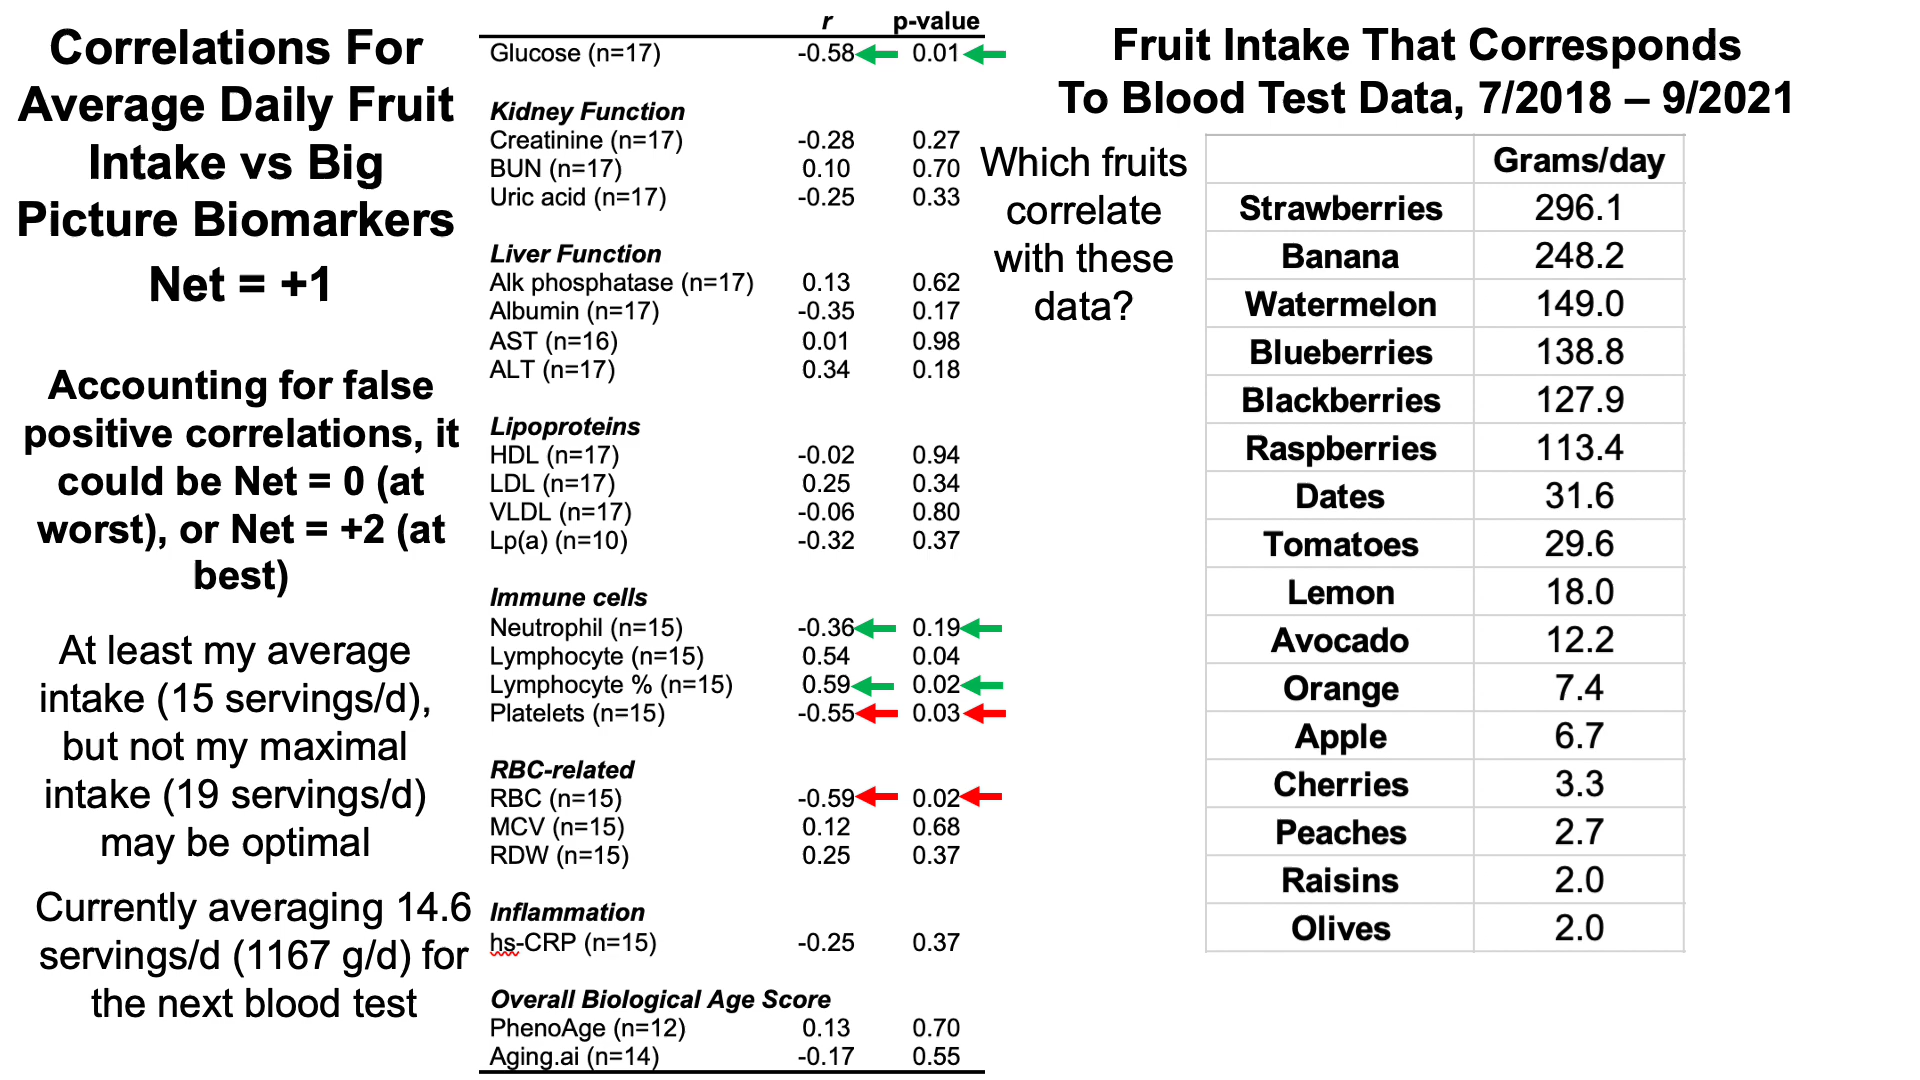 Correlations For
Average Daily Fruit
Intake vs Big
Picture Biomarkers
Net = +1
Accounting for false
positive correlations, it
could be Net = 0 (at
worst), or Net = +2 (at
best)
At least my average
intake (15 servings/d),
but not my maximal
intake (19 servings/d)
may be optimal
Currently averaging 14.6
servings/d (1167 g/d) for
the next blood test
r p-value
Glucose (n=17) -0.58 0.01
Kidney Function
Creatinine (n=17) -0.28 0.27
BUN (n=17) 0.10 0.70
Uric acid (n=17) -0.25 0.33
Liver Function
Alk phosphatase (n=17) 0.13 0.62
Albumin (n=17) -0.35 0.17
AST (n=16) 0.01 0.98
ALT (n=17) 0.34 0.18
Lipoproteins
HDL (n=17) -0.02 0.94
LDL (n=17) 0.25 0.34
VLDL (n=17) -0.06 0.80
Lp(a) (n=10) -0.32 0.37
Immune cells
Neutrophil (n=15) -0.36 0.19
Lymphocyte (n=15) 0.54 0.04
Lymphocyte % (n=15) 0.59 0.02
Platelets (n=15) -0.55 0.03
RBC-related
RBC (n=15) -0.59 0.02
MCV (n=15) 0.12 0.68
RDW (n=15) 0.25 0.37
Inflammation
hs-CRP (n=15) -0.25 0.37
Overall Biological Age Score
PhenoAge (n=12) 0.13 0.70
Aging.ai (n=14) -0.17 0.55
Which fruits
correlate
with these
data?
Fruit Intake That Corresponds
To Blood Test Data, 7/2018 – 9/2021
Grams/day
Strawberries 296.1
Banana 248.2
Watermelon 149.0
Blueberries 138.8
Blackberries 127.9
Raspberries 113.4
Dates 31.6
Tomatoes 29.6
Lemon 18.0
Avocado 12.2
Orange 7.4
Apple 6.7
Cherries 3.3
Peaches 2.7
Raisins 2.0
Olives 2.0